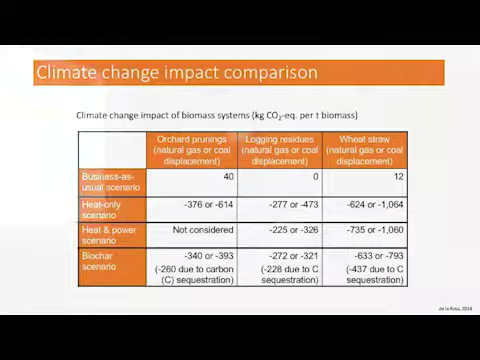 Climate change impact comparison
Climate change impact of biomass systems (kg CO2-eq. per t biomass)
Orchard prunings (natural gas or coal displacement)
Logging residues (natural gas or coal displacement)
Wheat straw (natural gas or coal displacement)
Business-as-usual scenario 40 0 12
Heat-only scenario -376 or -614 -277 or -473 -624 or -1,064
Heat & power scenario Not considered -225 or -326 -735 or -1,060
Biochar scenario -340 or -393 (-260 due to carbon (C) sequestration) -272 or -321 (-228 due to C sequestration) -633 or -793 (-437 due to C sequestration)
de la Rosa, 2014